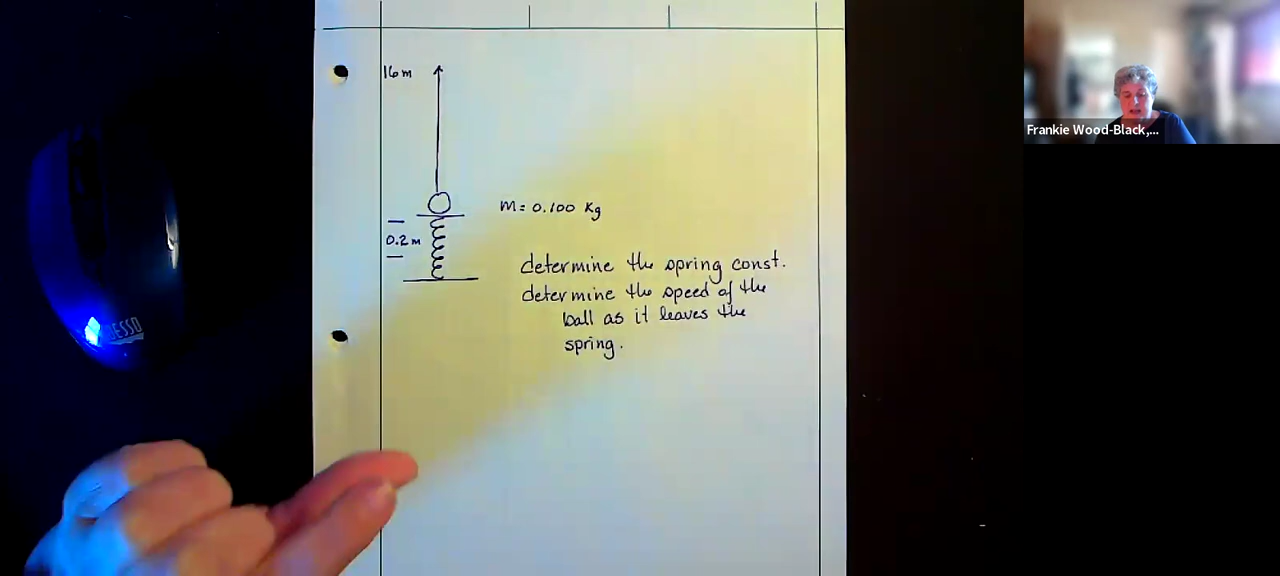 16m
m = 0.100 Kg
0.2 m
determine the spring const.
determine the speed of the
ball as it leaves the
spring.
Frankie Wood-Black,...